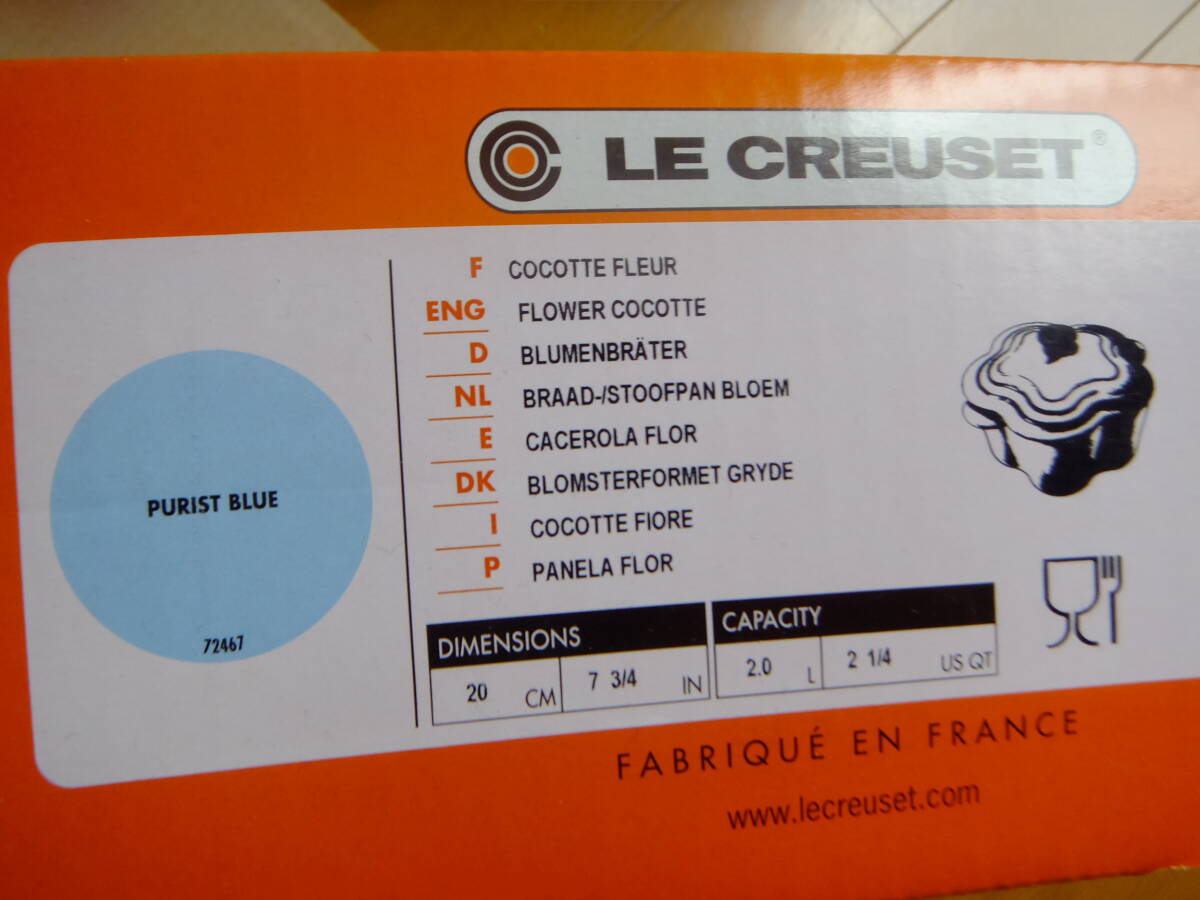 LE CREUSET®
F COCOTTE FLEUR
ENG FLOWER COCOTTE
D BLUMENBRÄTER
NL BRAAD-/STOOFPAN BLOEM
E CACEROLA FLOR
DK BLOMSTERFORMET GRYDE
I COCOTTE FIORE
P PANELA FLOR
PURIST BLUE
72467
DIMENSIONS
20 CM 7 3/4 IN
CAPACITY
2.0 L 2 1/4 US QT
FABRIQUÉ EN FRANCE
www.lecreuset.com